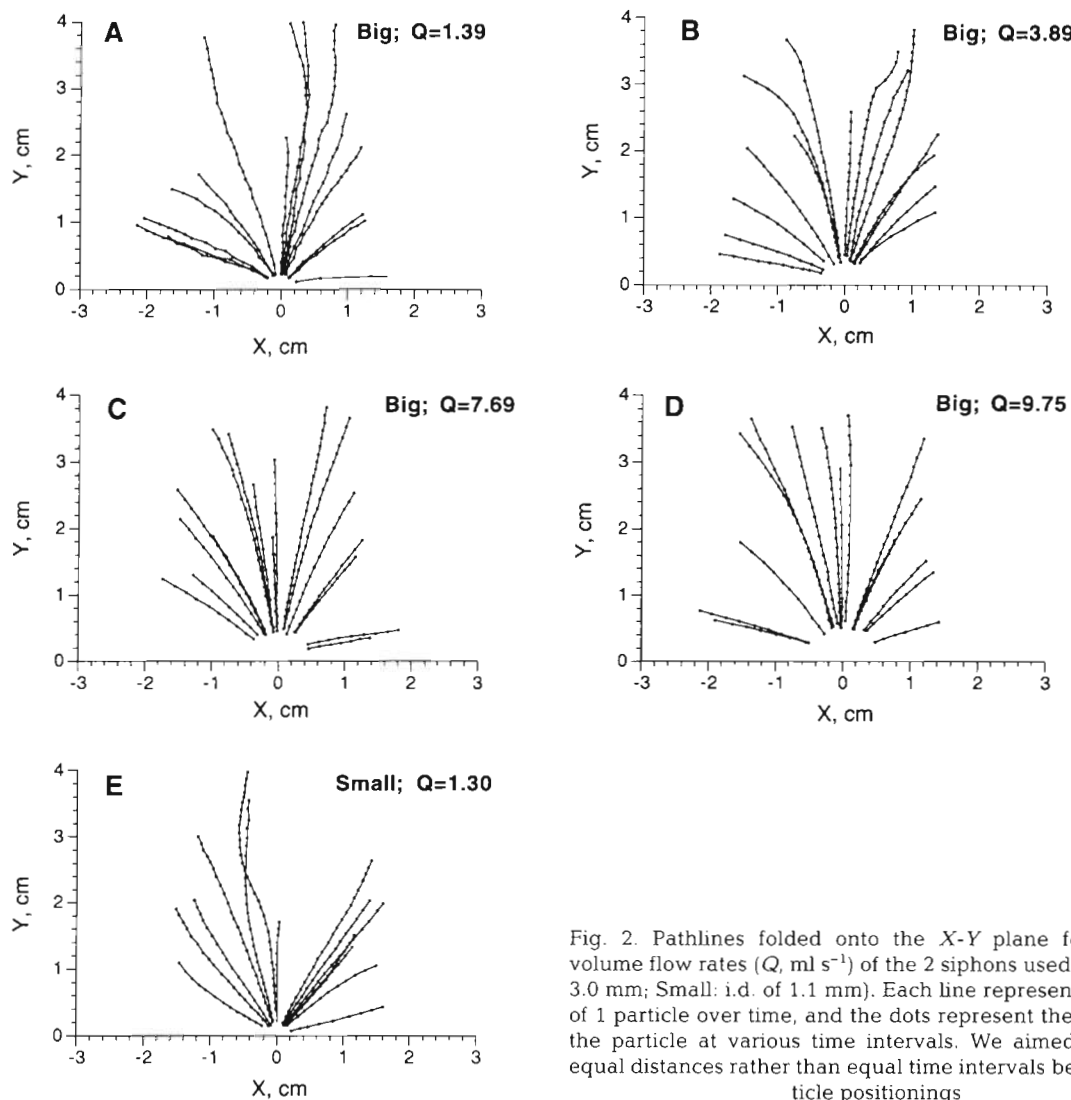 A
Big; Q=1.39
4
3
2
1
0
Y, cm
-3
-2
-1
0
1
2
3
X, cm
B
Big; Q=3.89
4
3
2
1
0
Y, cm
-3
-2
-1
0
1
2
3
X, cm
C
Big; Q=7.69
4
3
2
1
0
Y, cm
-3
-2
-1
0
1
2
3
X, cm
D
Big; Q=9.75
4
3
2
1
0
Y, cm
-3
-2
-1
0
1
2
3
X, cm
E
Small; Q=1.30
4
3
2
1
0
Y, cm
-3
-2
-1
0
1
2
3
X, cm
Fig. 2. Pathlines folded onto the X-Y plane f
volume flow rates (Q, ml s⁻¹) of the 2 siphons used
3.0 mm; Small: i.d. of 1.1 mm). Each line represen
of 1 particle over time, and the dots represent the
the particle at various time intervals. We aimed
equal distances rather than equal time intervals be
ticle positionings